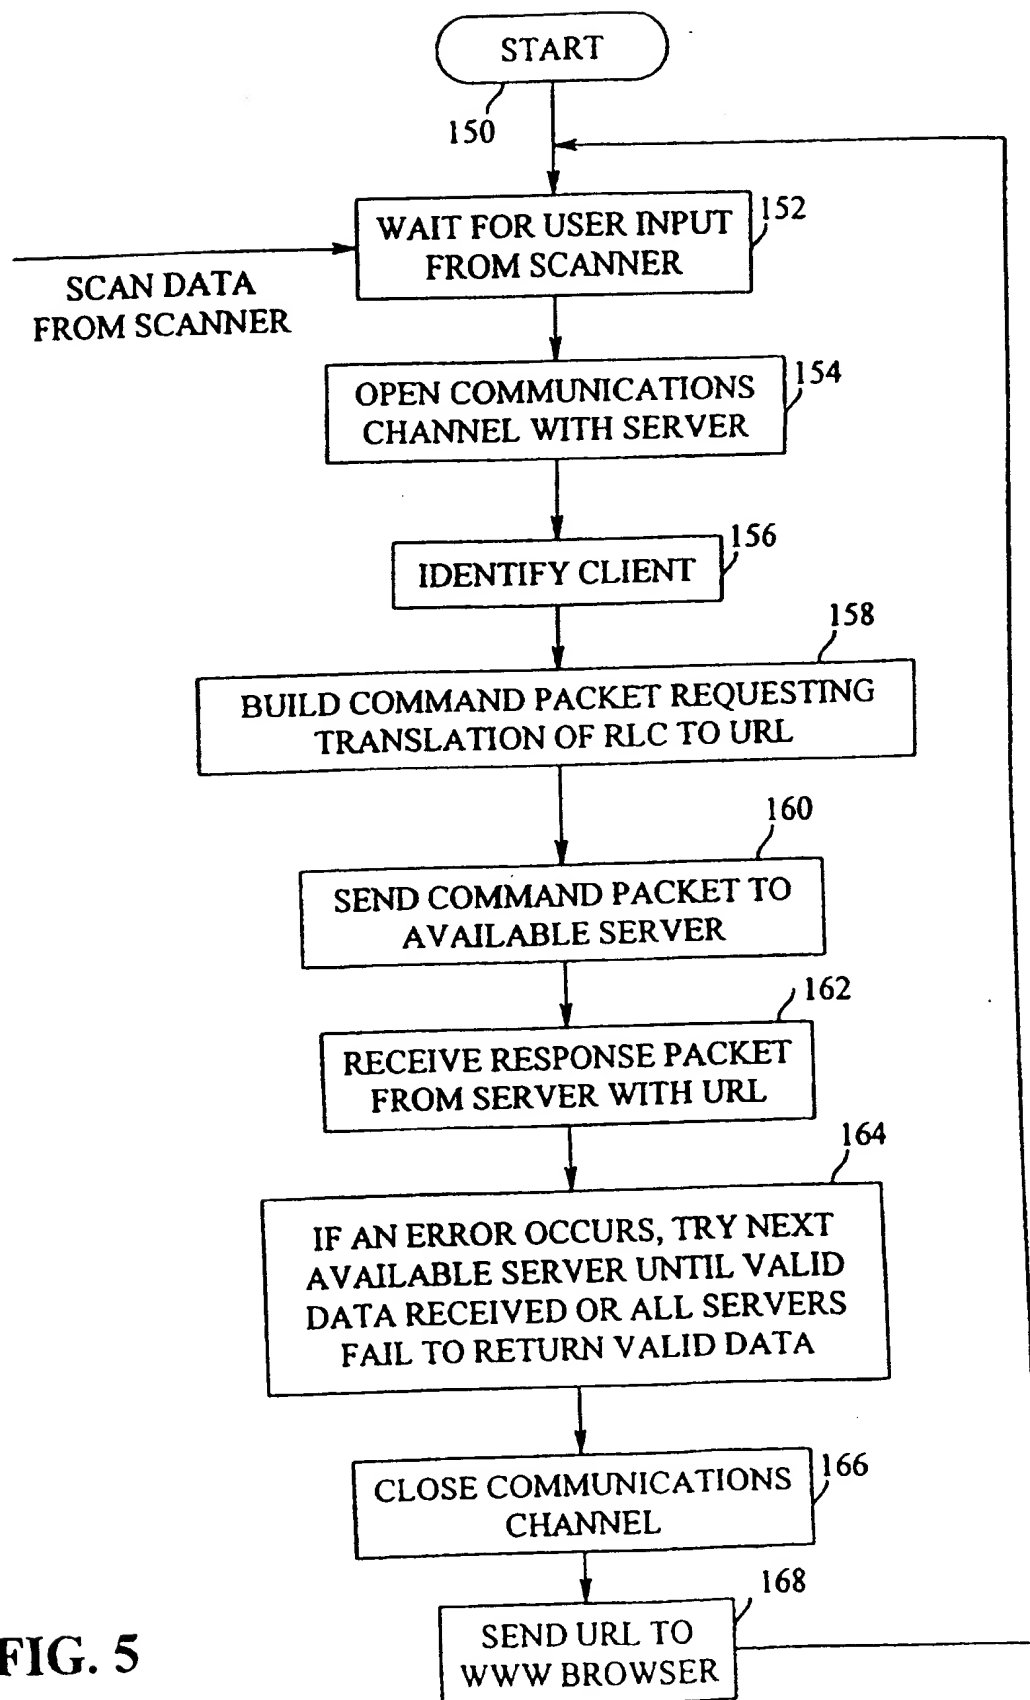 START
150
WAIT FOR USER INPUT
FROM SCANNER
152
SCAN DATA
FROM SCANNER
OPEN COMMUNICATIONS
CHANNEL WITH SERVER
154
IDENTIFY CLIENT
156
158
BUILD COMMAND PACKET REQUESTING
TRANSLATION OF RLC TO URL
160
SEND COMMAND PACKET TO
AVAILABLE SERVER
162
RECEIVE RESPONSE PACKET
FROM SERVER WITH URL
164
IF AN ERROR OCCURS, TRY NEXT
AVAILABLE SERVER UNTIL VALID
DATA RECEIVED OR ALL SERVERS
FAIL TO RETURN VALID DATA
CLOSE COMMUNICATIONS
CHANNEL
166
168
SEND URL TO
WWW BROWSER
FIG. 5